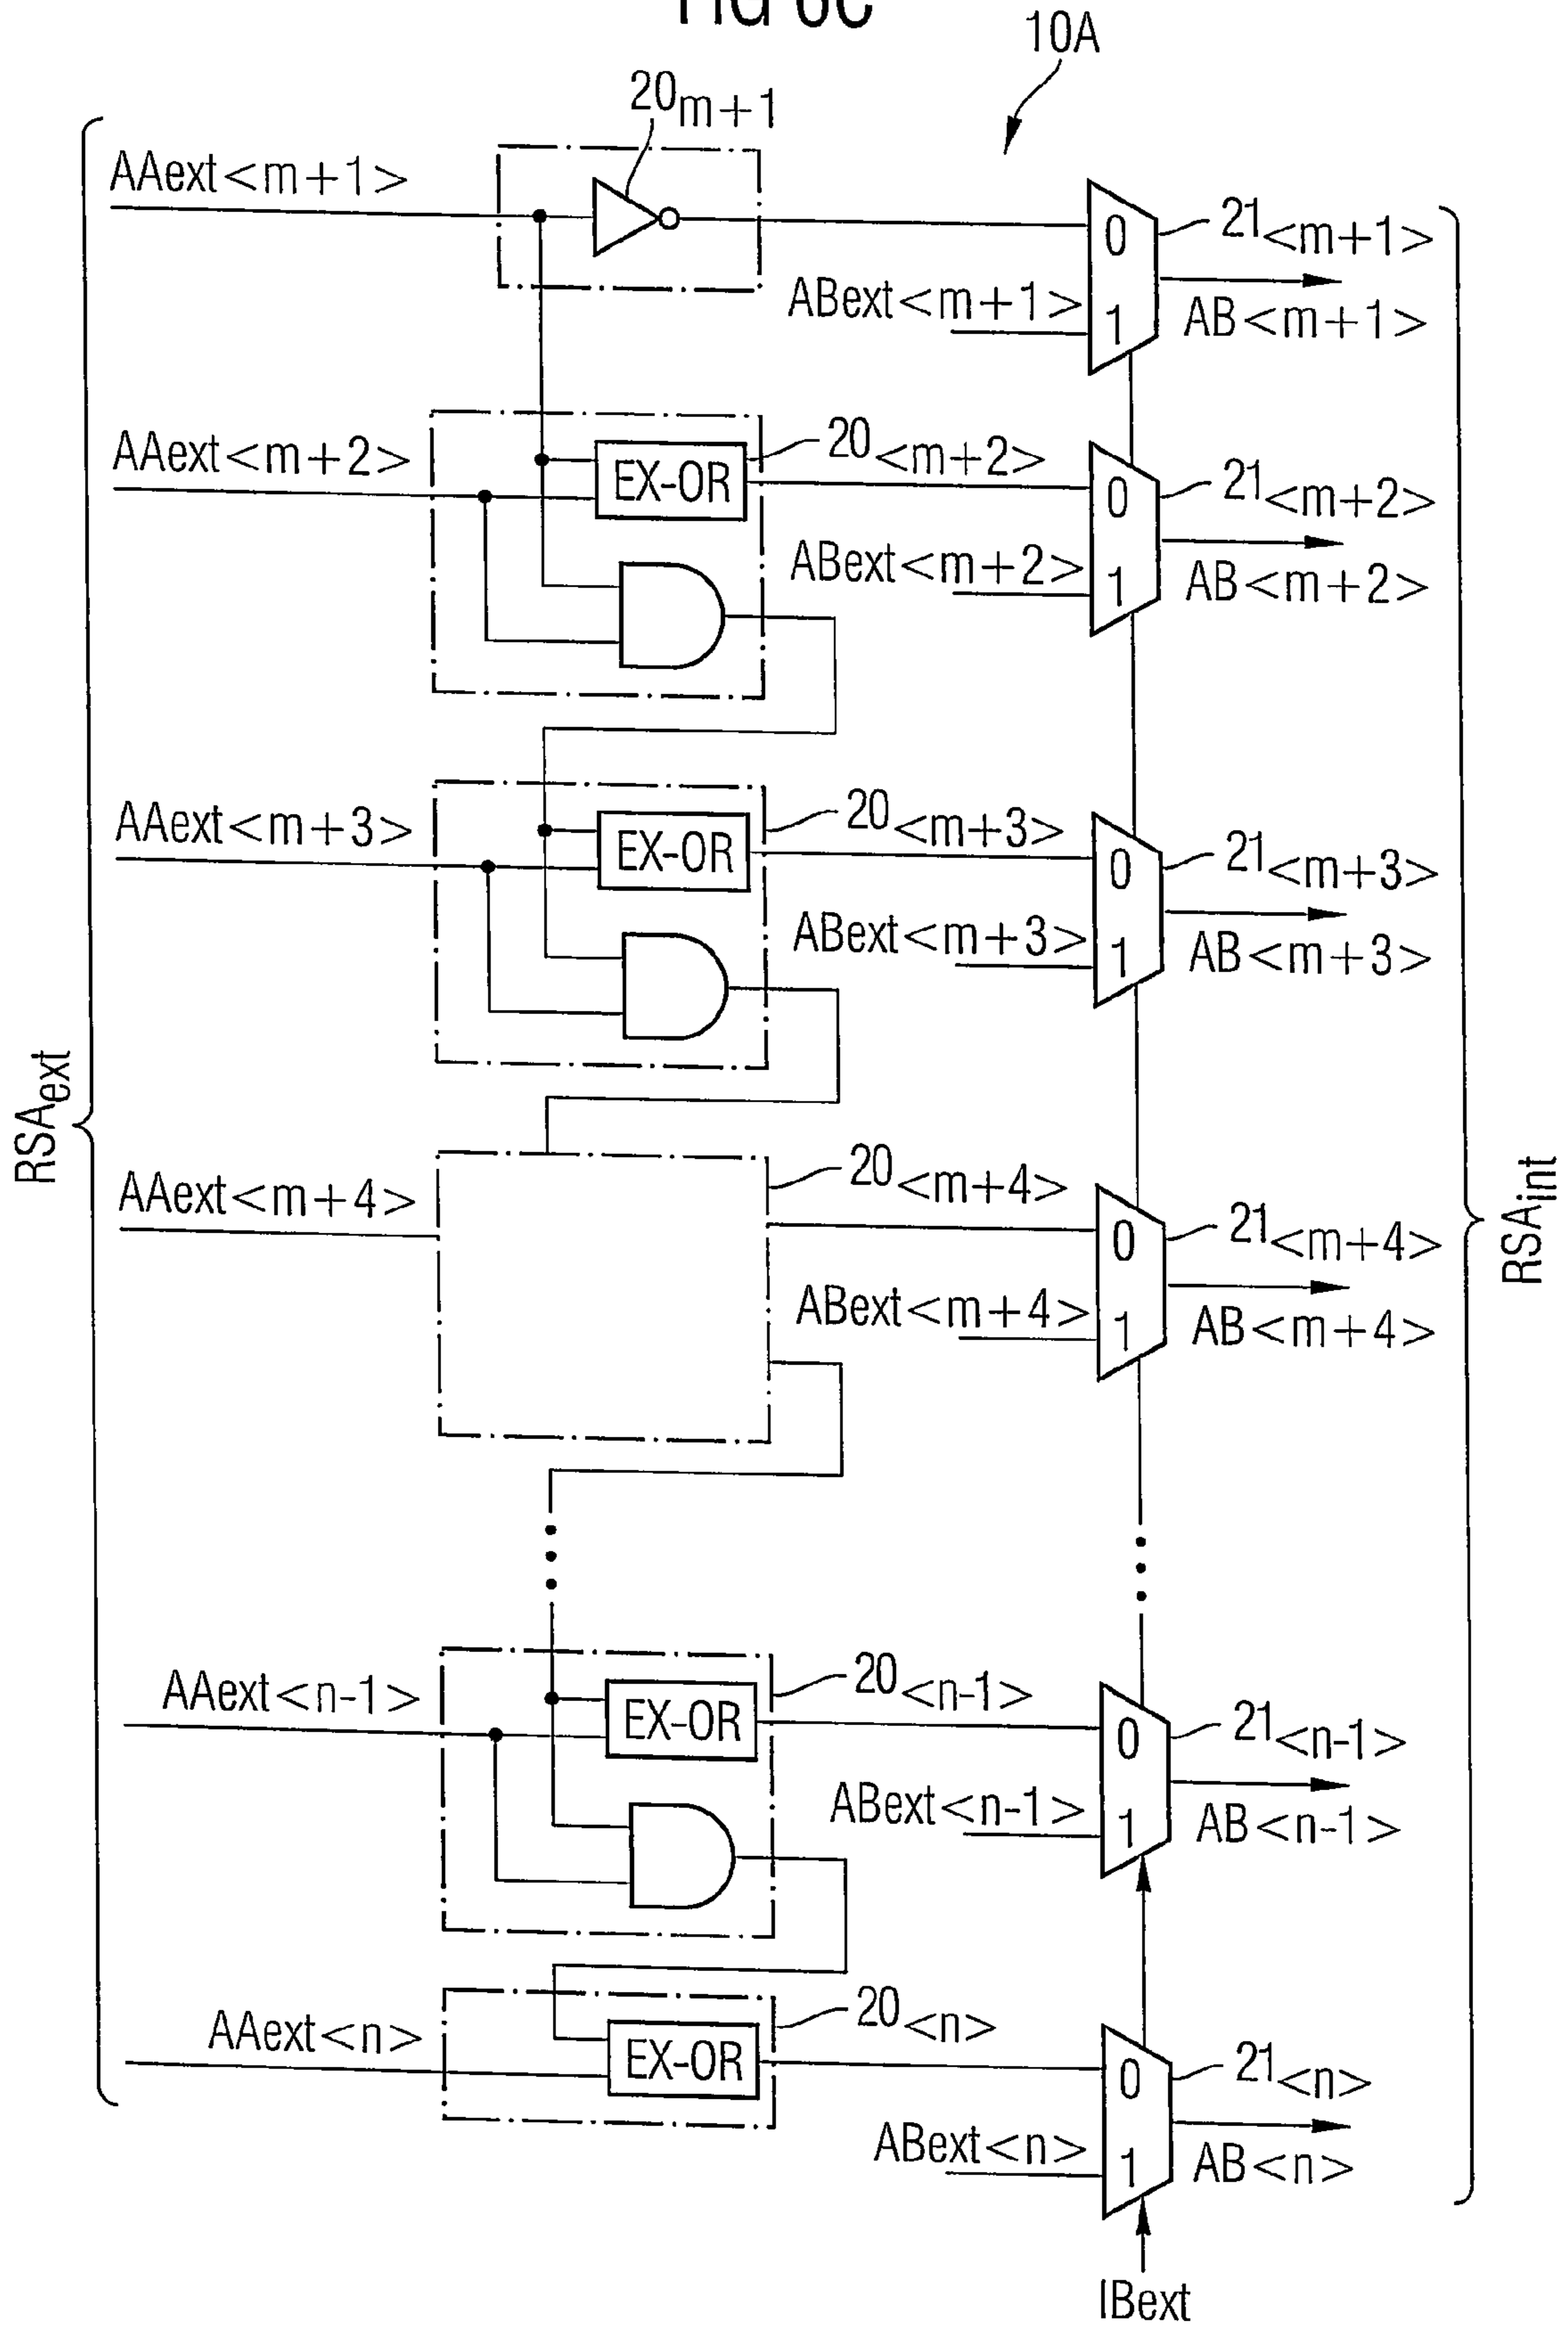 FIG 6C
10A
20m+1
AAext<m+1>
0
21<m+1>
ABext<m+1>
1
AB<m+1>
AAext<m+2>
EX-OR
20<m+2>
0
21<m+2>
ABext<m+2>
1
AB<m+2>
AAext<m+3>
EX-OR
20<m+3>
0
21<m+3>
ABext<m+3>
1
AB<m+3>
RSAext
AAext<m+4>
20<m+4>
0
21<m+4>
RSAint
ABext<m+4>
1
AB<m+4>
AAext<n-1>
EX-OR
20<n-1>
0
21<n-1>
ABext<n-1>
1
AB<n-1>
AAext<n>
EX-OR
20<n>
0
21<n>
ABext<n>
1
AB<n>
IBext